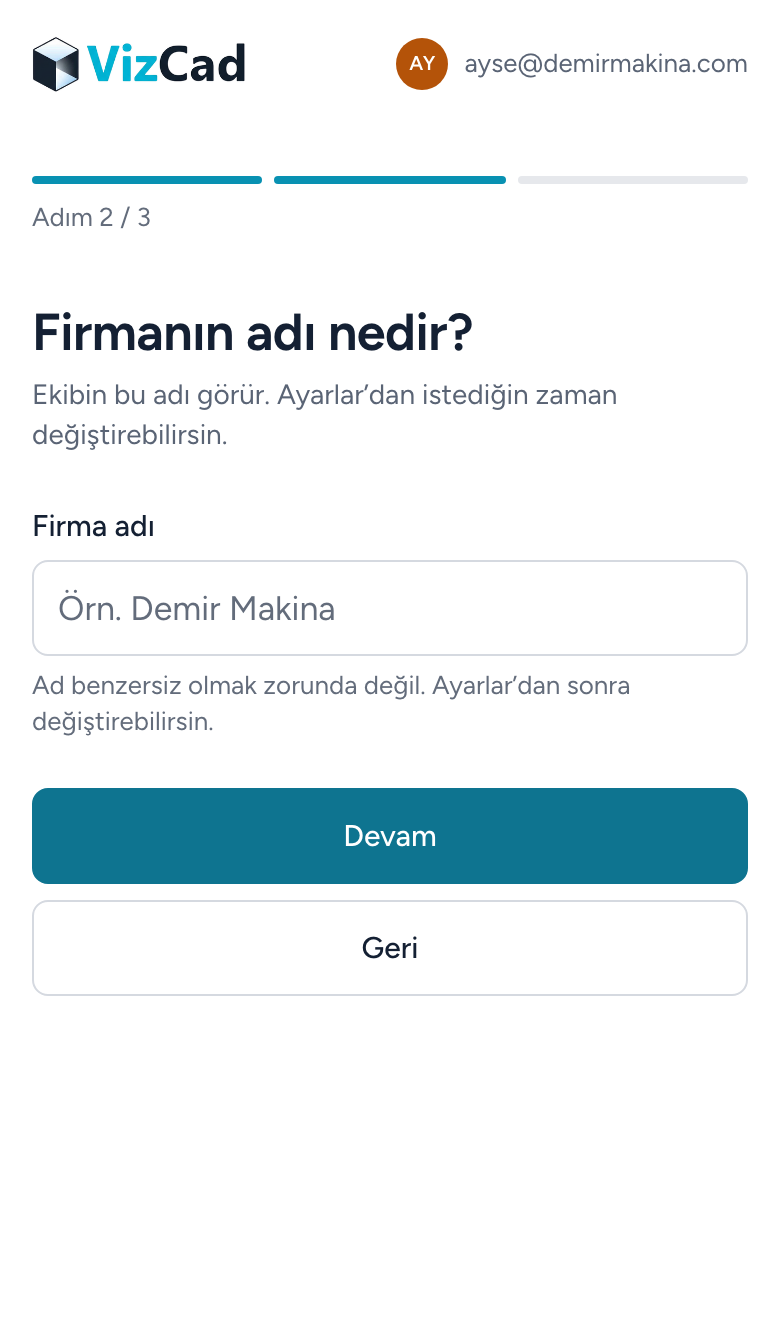 VizCad
AY ayse@demirmakina.com
Adım 2 / 3
Firmanın adı nedir?
Ekibin bu adı görür. Ayarlar’dan istediğin zaman
değiştirebilirsin.
Firma adı
Örn. Demir Makina
Ad benzersiz olmak zorunda değil. Ayarlar’dan sonra
değiştirebilirsin.
Devam
Geri